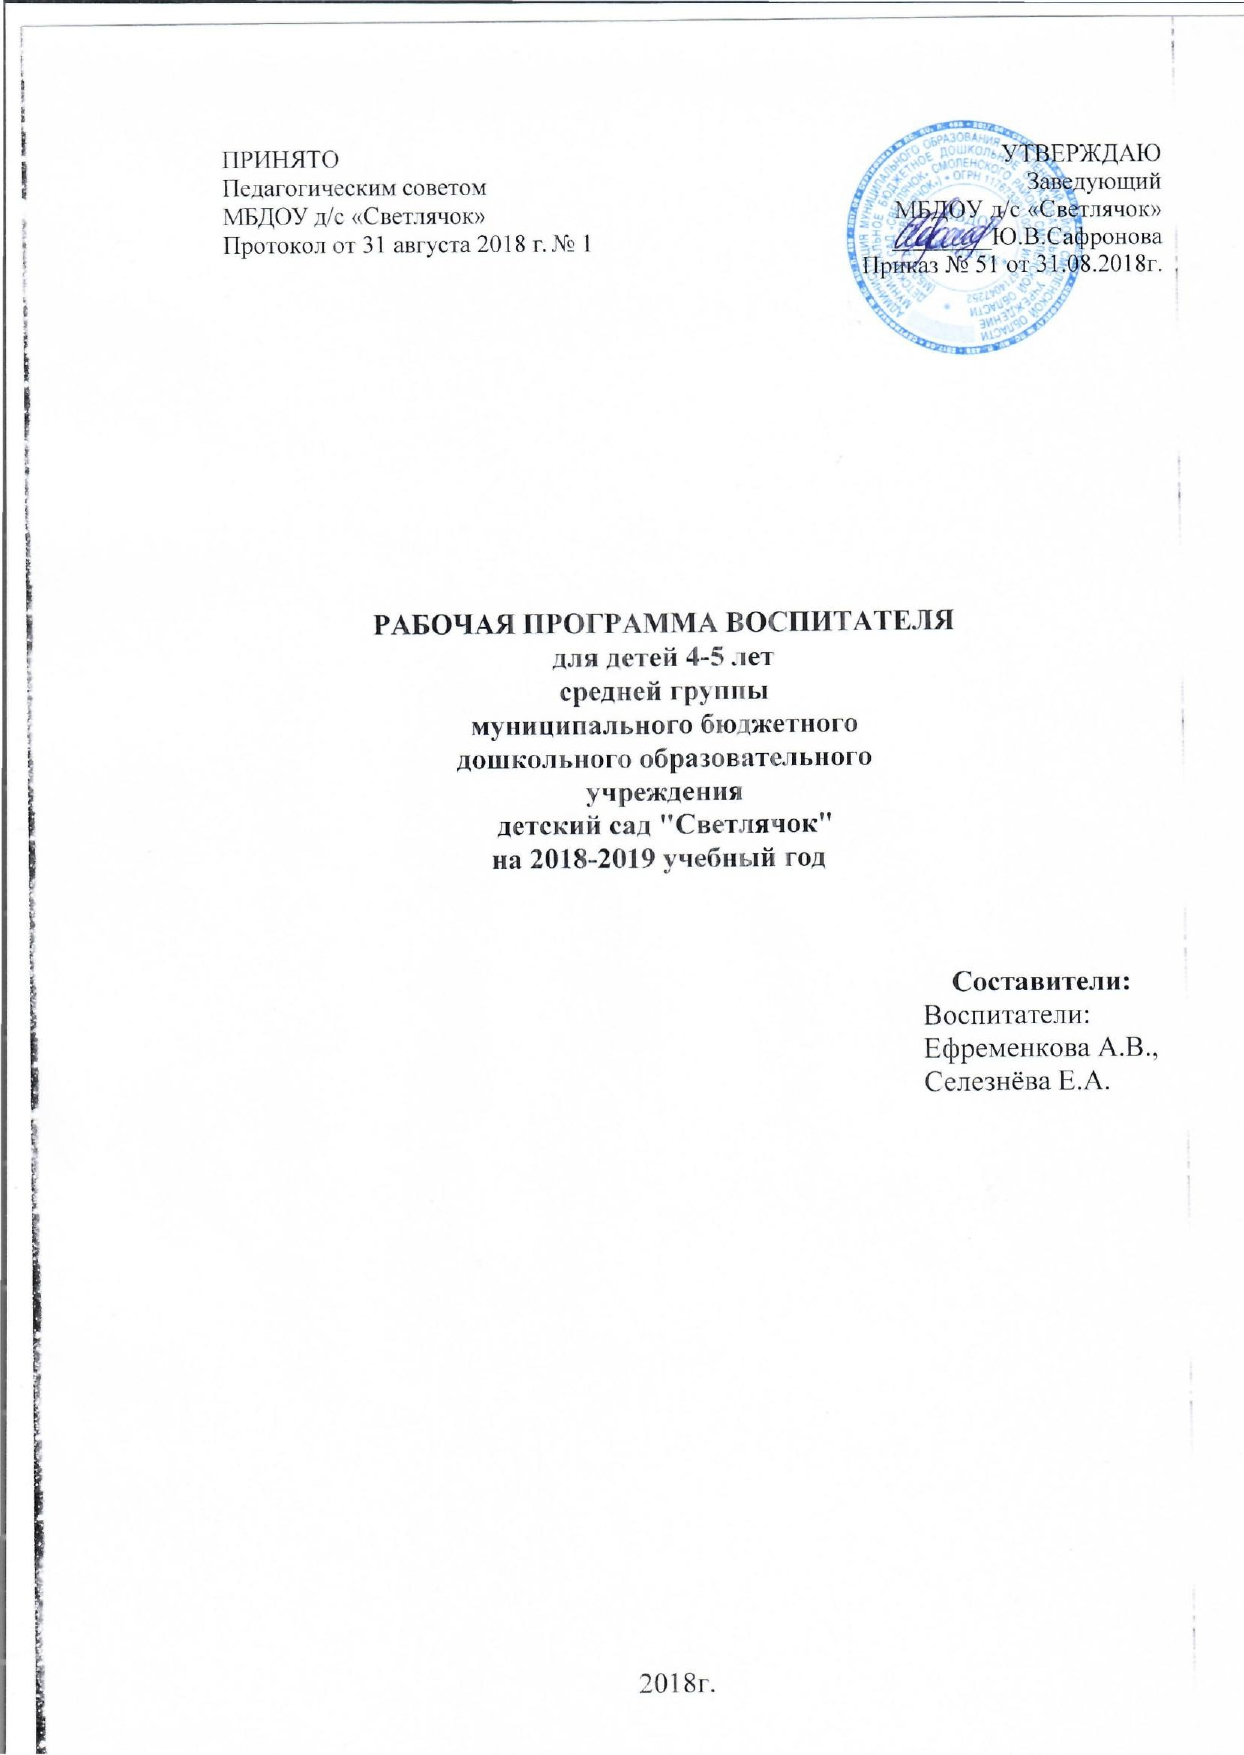 ПРИНЯТО
Педагогическим советом
МБДОУ д/с «Светлячок»
Протокол от 31 августа 2018 г. № 1
УТВЕРЖДАЮ
Заведующий
МБДОУ д/с «Светлячок»
Ю.В.Сафронова
Приказ № 51 от 31.08.2018г.
РАБОЧАЯ ПРОГРАММА ВОСПИТАТЕЛЯ
для детей 4-5 лет
средней группы
муниципального бюджетного
дошкольного образовательного
учреждения
детский сад "Светлячок"
на 2018-2019 учебный год
Составители:
Воспитатели:
Ефременкова А.В.,
Селезнёва Е.А.
2018г.